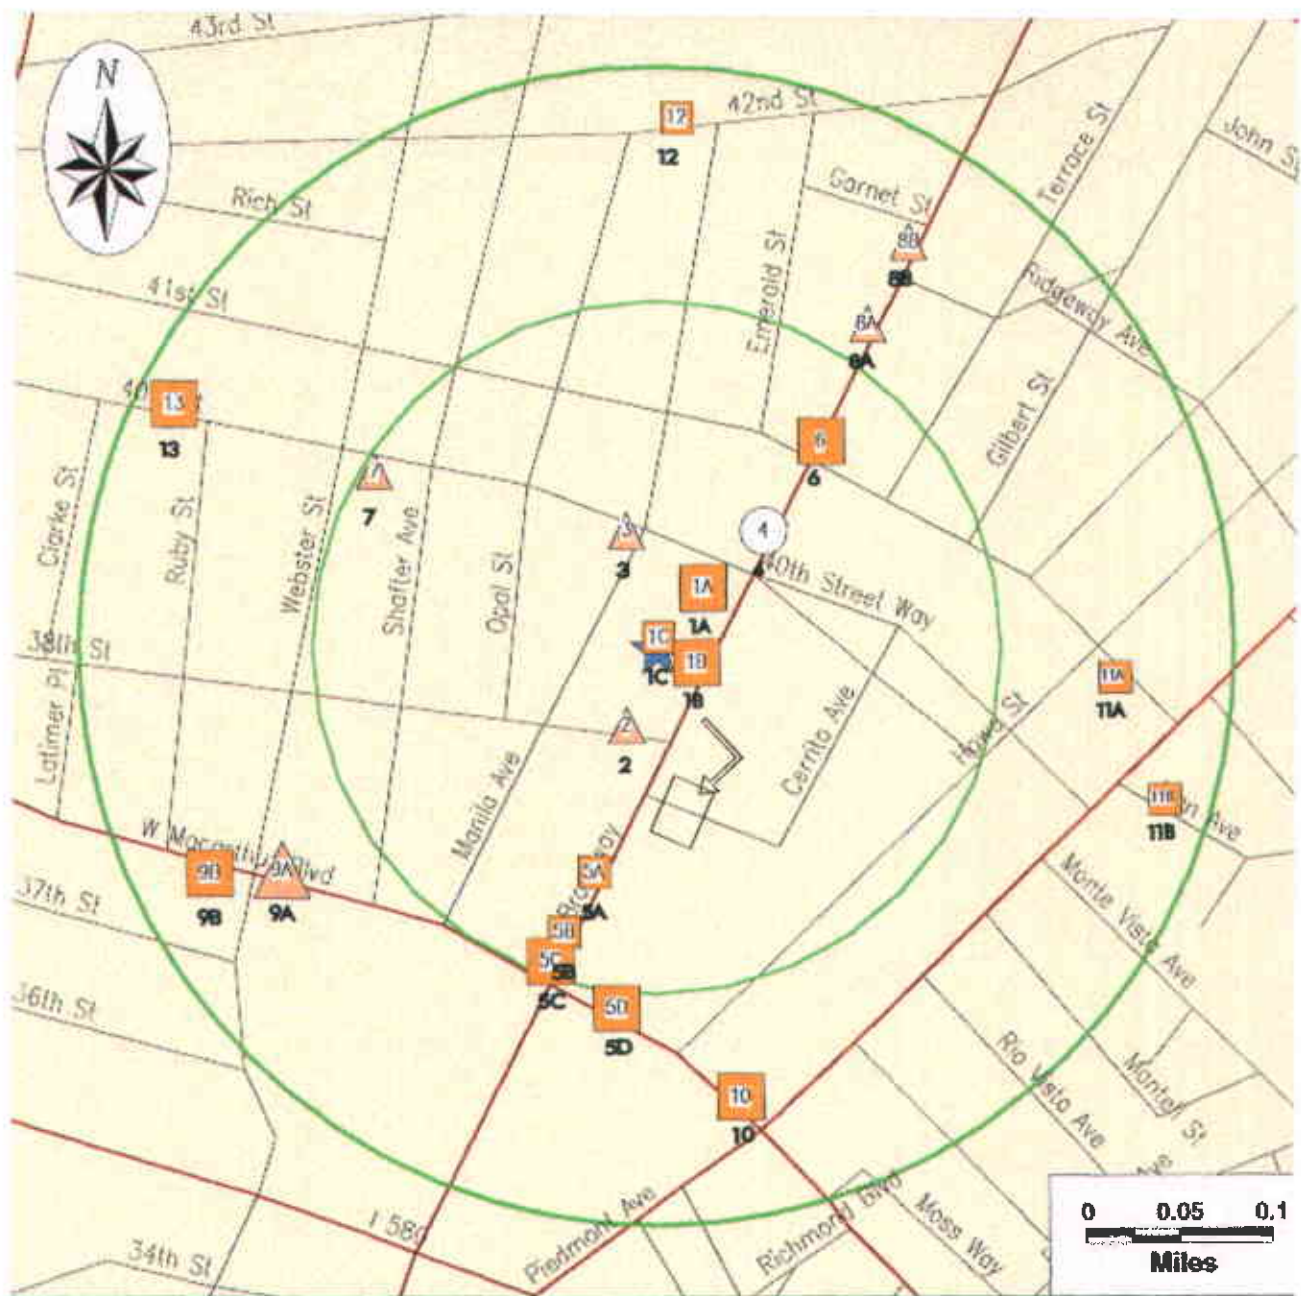 43rd St
N
12
42nd St
12
John St
Terrace St
Garnet St
Rich St
8B
8B
Emerald St
Ridgeway Ave
41st St
8A
8A
13
13
6
6
Gilbert St
7
7
Clarke St
Ruby St
Webster St
Shafter Ave
Opal St
3
3
4
40th Street Way
1A
1A
1C
1B
1C
1B
38th St
11A
11A
Latimer Pl
2
2
Howe St
Cerrito Ave
Manila Ave
11B
11B
W Macarthur Blvd
9B
9A
9B
9A
37th St
5A
5A
5B
5B
5C
5C
5D
5D
Monte Vista Ave
36th St
Rio Vista Ave
Montell St
10
10
I 580
34th St
Piedmont Ave
Richmond Blvd
Moss Way
Ave
0 0.05 0.1
Miles